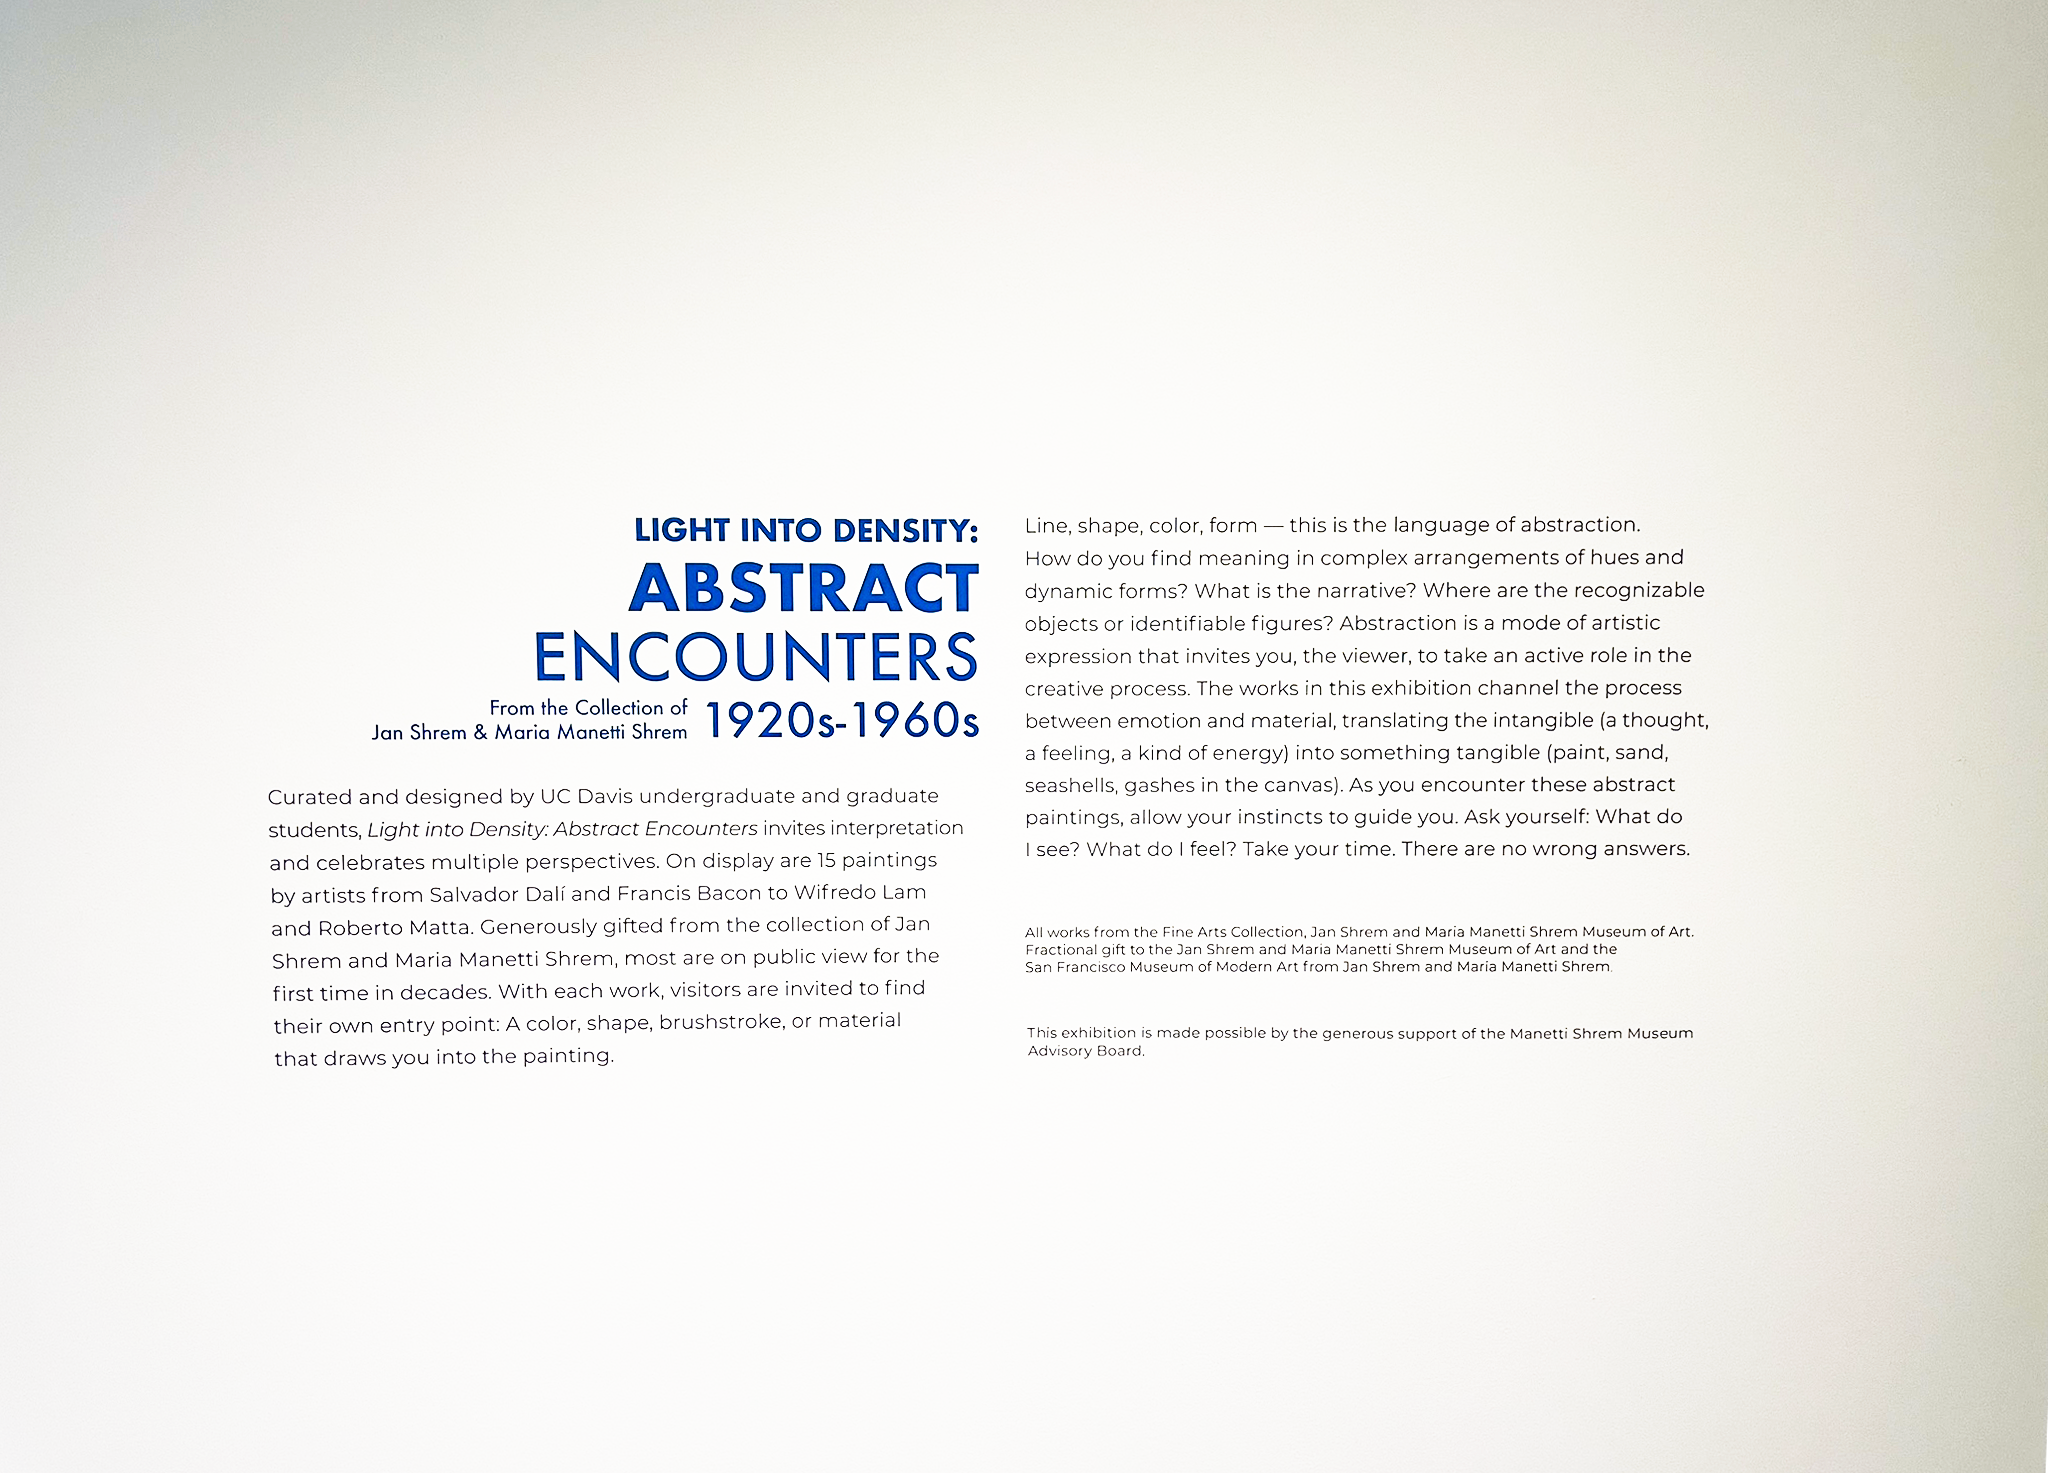 LIGHT INTO DENSITY:
ABSTRACT
ENCOUNTERS
From the Collection of
Jan Shrem & Maria Manetti Shrem
1920s-1960s
Curated and designed by UC Davis undergraduate and graduate
students, Light into Density: Abstract Encounters invites interpretation
and celebrates multiple perspectives. On display are 15 paintings
by artists from Salvador Dalí and Francis Bacon to Wifredo Lam
and Roberto Matta. Generously gifted from the collection of Jan
Shrem and Maria Manetti Shrem, most are on public view for the
first time in decades. With each work, visitors are invited to find
their own entry point: A color, shape, brushstroke, or material
that draws you into the painting.
Line, shape, color, form — this is the language of abstraction.
How do you find meaning in complex arrangements of hues and
dynamic forms? What is the narrative? Where are the recognizable
objects or identifiable figures? Abstraction is a mode of artistic
expression that invites you, the viewer, to take an active role in the
creative process. The works in this exhibition channel the process
between emotion and material, translating the intangible (a thought,
a feeling, a kind of energy) into something tangible (paint, sand,
seashells, gashes in the canvas). As you encounter these abstract
paintings, allow your instincts to guide you. Ask yourself: What do
I see? What do I feel? Take your time. There are no wrong answers.
All works from the Fine Arts Collection, Jan Shrem and Maria Manetti Shrem Museum of Art.
Fractional gift to the Jan Shrem and Maria Manetti Shrem Museum of Art and the
San Francisco Museum of Modern Art from Jan Shrem and Maria Manetti Shrem.
This exhibition is made possible by the generous support of the Manetti Shrem Museum
Advisory Board.